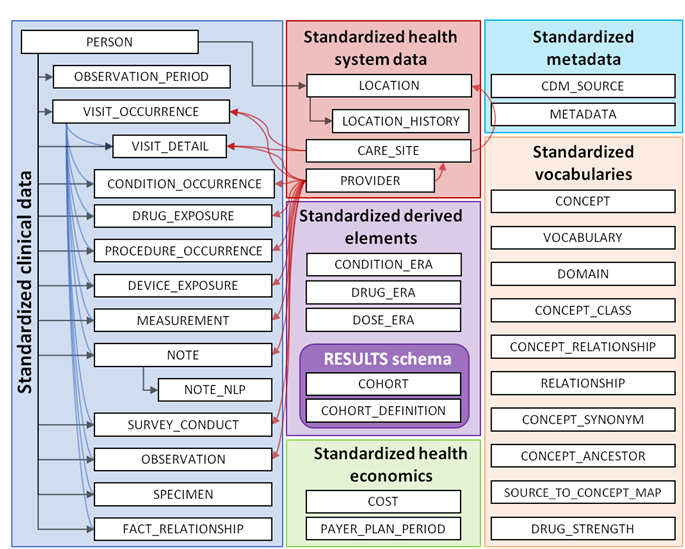 Standardized clinical data
PERSON
OBSERVATION_PERIOD
VISIT_OCCURRENCE
VISIT_DETAIL
CONDITION_OCCURRENCE
DRUG_EXPOSURE
PROCEDURE_OCCURRENCE
DEVICE_EXPOSURE
MEASUREMENT
NOTE
NOTE_NLP
SURVEY_CONDUCT
OBSERVATION
SPECIMEN
FACT_RELATIONSHIP
Standardized health
system data
LOCATION
LOCATION_HISTORY
CARE_SITE
PROVIDER
Standardized derived
elements
CONDITION_ERA
DRUG_ERA
DOSE_ERA
RESULTS schema
COHORT
COHORT_DEFINITION
Standardized health
economics
COST
PAYER_PLAN_PERIOD
Standardized
metadata
CDM_SOURCE
METADATA
Standardized
vocabularies
CONCEPT
VOCABULARY
DOMAIN
CONCEPT_CLASS
CONCEPT_RELATIONSHIP
RELATIONSHIP
CONCEPT_SYNONYM
CONCEPT_ANCESTOR
SOURCE_TO_CONCEPT_MAP
DRUG_STRENGTH